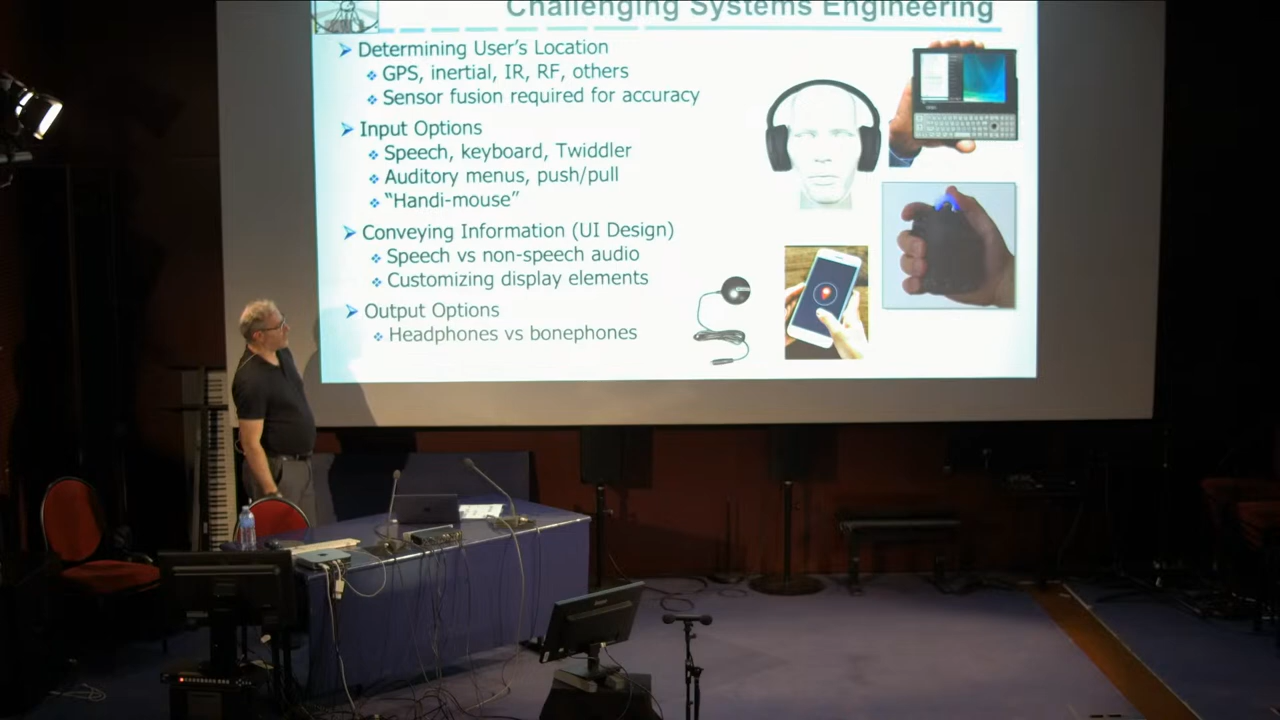 Challenging Systems Engineering
Determining User's Location
GPS, inertial, IR, RF, others
Sensor fusion required for accuracy
Input Options
Speech, keyboard, Twiddler
Auditory menus, push/pull
“Handi-mouse”
Conveying Information (UI Design)
Speech vs non-speech audio
Customizing display elements
Output Options
Headphones vs bonephones